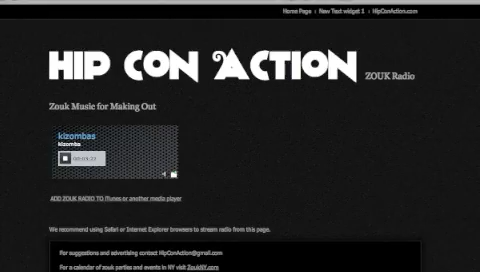 Home Page | New Text widget 1 | HipConAction.com
HIP CON ACTION ZOUK Radio
Zouk Music for Making Out
kizombas
kizomba
ADD ZOUK RADIO TO iTunes or another media player
We recommend using Safari or Internet Explorer browsers to stream radio from this page.
For suggestions and advertising contact HipConAction@gmail.com
For a calendar of zouk parties and events in NY visit ZoukNY.com